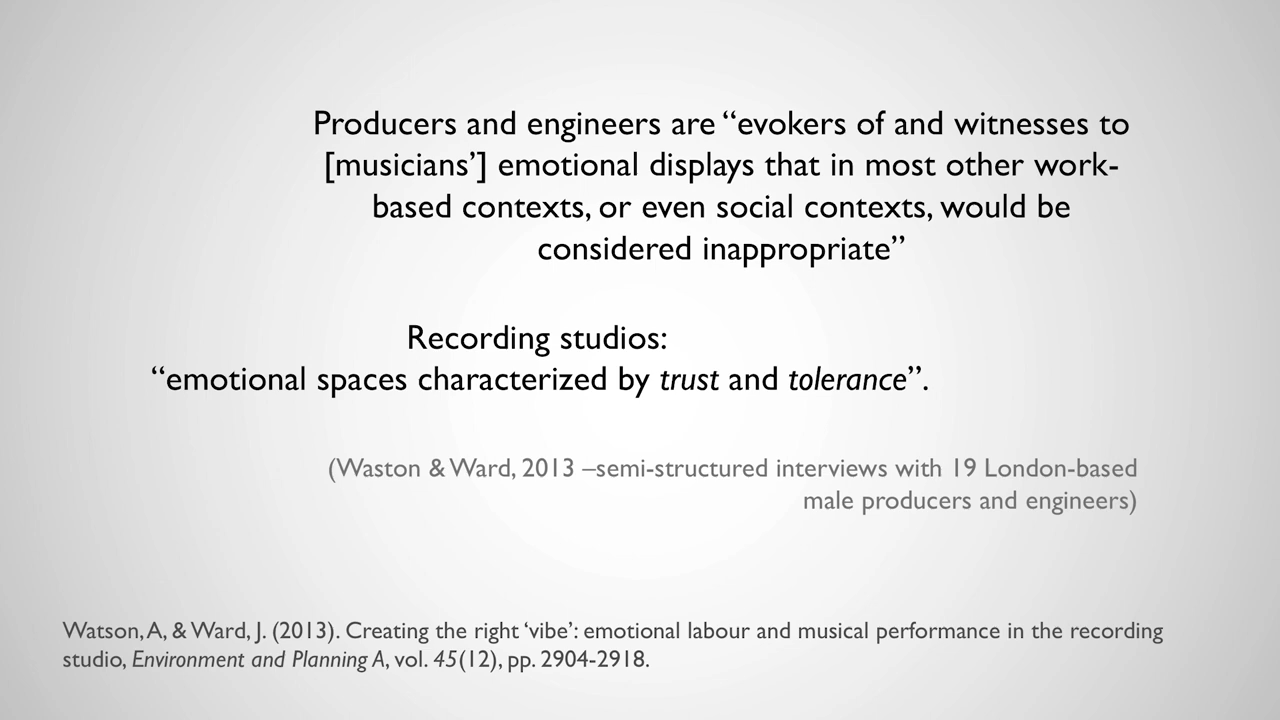 Producers and engineers are “evokers of and witnesses to
[musicians’] emotional displays that in most other work-
based contexts, or even social contexts, would be
considered inappropriate”
Recording studios:
“emotional spaces characterized by trust and tolerance”.
(Waston & Ward, 2013 –semi-structured interviews with 19 London-based
male producers and engineers)
Watson, A, & Ward, J. (2013). Creating the right ‘vibe’: emotional labour and musical performance in the recording
studio, Environment and Planning A, vol. 45(12), pp. 2904-2918.